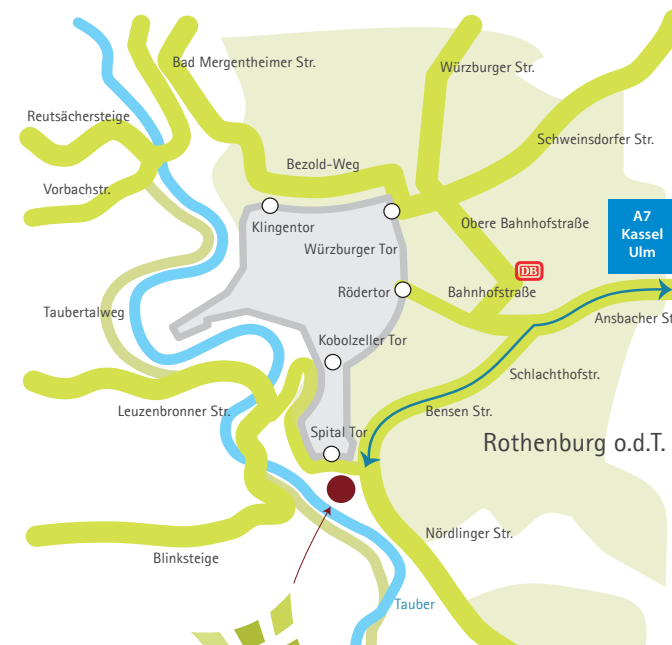 Bad Mergentheimer Str.
Würzburger Str.
Reutsächersteige
Schweinsdorfer Str.
Bezold-Weg
Vorbachstr.
Klingentor
Obere Bahnhofstraße
A7
Kassel
Ulm
Würzburger Tor
DB
Rödertor
Bahnhofstraße
Taubertalweg
Ansbacher St
Kobolzeller Tor
Schlachthofstr.
Leuzenbronner Str.
Bensen Str.
Spital Tor
Rothenburg o.d.T.
Nördlinger Str.
Blinksteige
Tauber